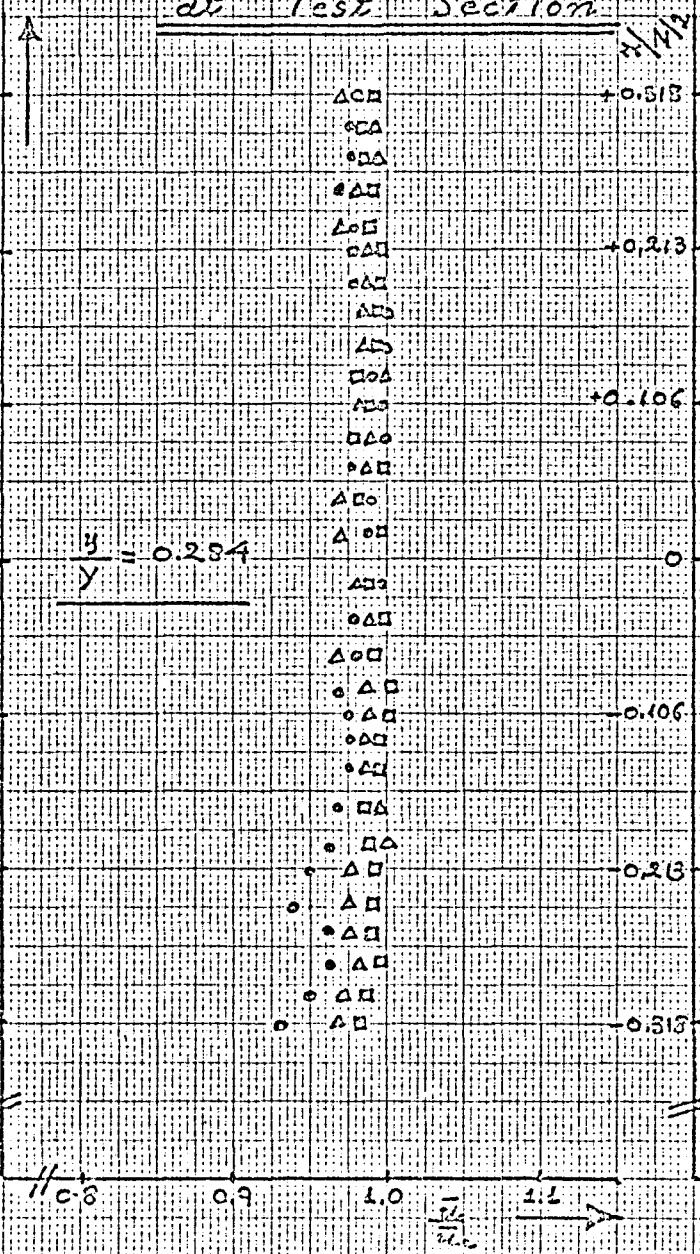 at Test Section
+0.313
+0.213
+0.106
y/Y = 0.284
0
-0.106
-0.213
-0.313
0.8 0.9 1.0 1.1